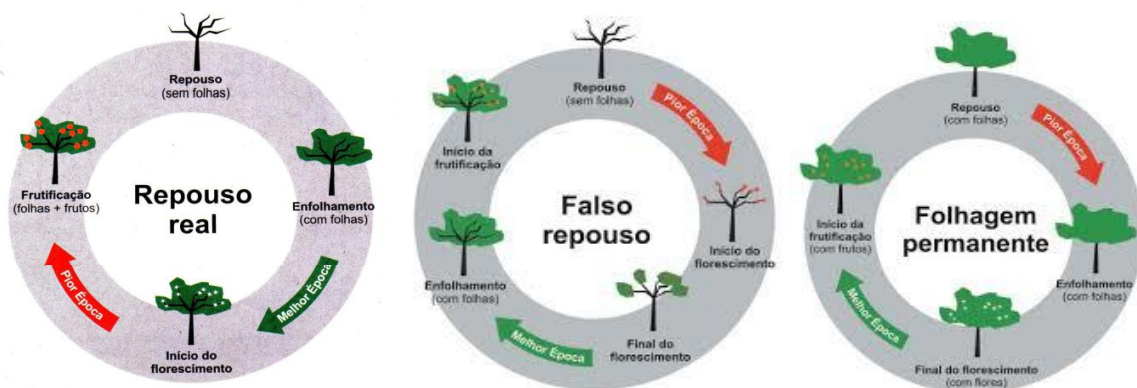 Repouso
(sem folhas)
Frutificação
(folhas + frutos)
Repouso
real
Enfolhamento
(com folhas)
Pior Época
Melhor Época
Início do
florescimento
Repouso
(sem folhas)
Pior Época
Início da
frutificação
Falso
repouso
Início do
florescimento
Enfolhamento
(com folhas)
Melhor Época
Final do
florescimento
Repouso
(com folhas)
Pior Época
Início da
frutificação
(com frutos)
Folhagem
permanente
Enfolhamento
(com folhas)
Melhor Época
Final do florescimento
(com flores)